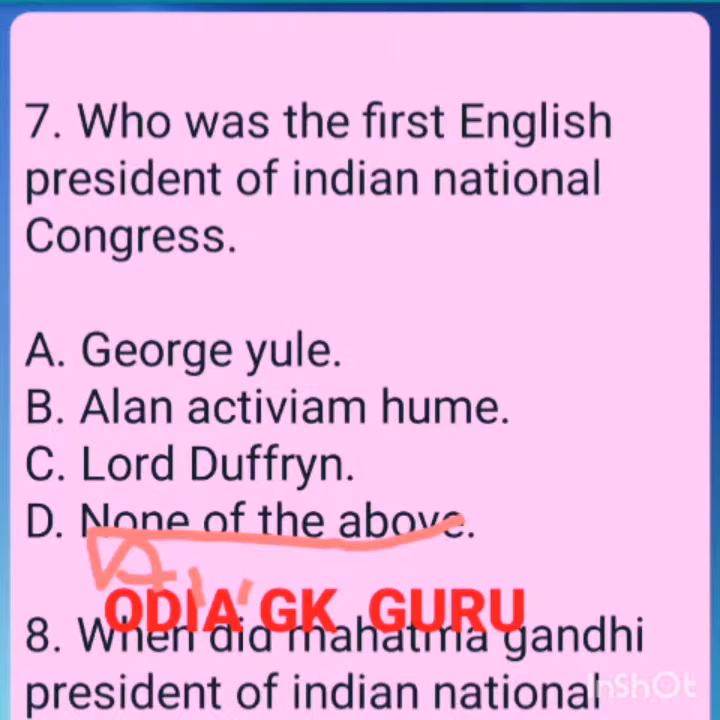 7. Who was the first English
president of indian national
Congress.
A. George yule.
B. Alan activiam hume.
C. Lord Duffryn.
D. None of the above.
ODIA GK GURU
8. When did mahatma gandhi
president of indian national
InShOt